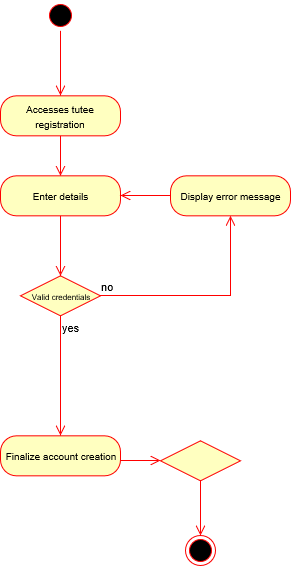 Accesses tutee
registration
Enter details
Display error message
Valid credentials
no
yes
Finalize account creation